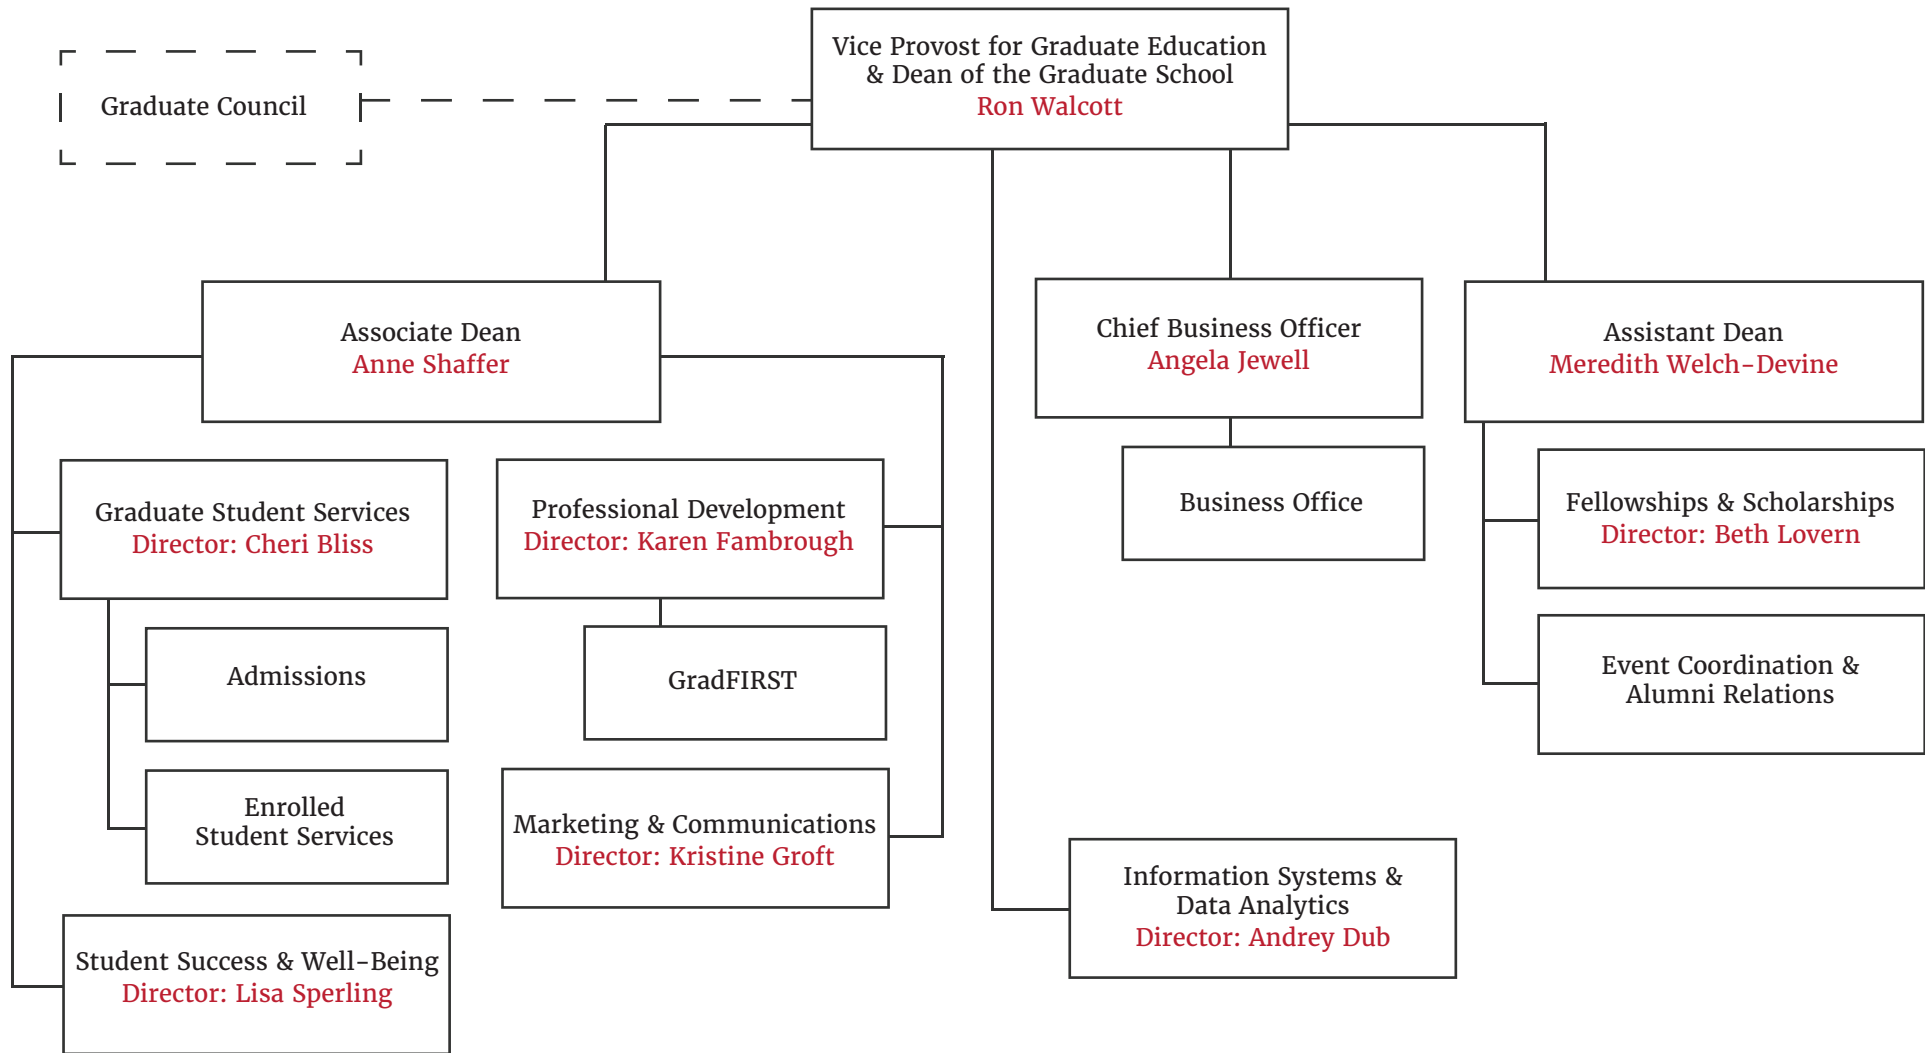 Vice Provost for Graduate Education
& Dean of the Graduate School
Ron Walcott
Graduate Council
Associate Dean
Anne Shaffer
Chief Business Officer
Angela Jewell
Assistant Dean
Meredith Welch-Devine
Graduate Student Services
Director: Cheri Bliss
Professional Development
Director: Karen Fambrough
Business Office
Fellowships & Scholarships
Director: Beth Lovern
Admissions
GradFIRST
Event Coordination &
Alumni Relations
Enrolled
Student Services
Marketing & Communications
Director: Kristine Groft
Information Systems &
Data Analytics
Director: Andrey Dub
Student Success & Well-Being
Director: Lisa Sperling